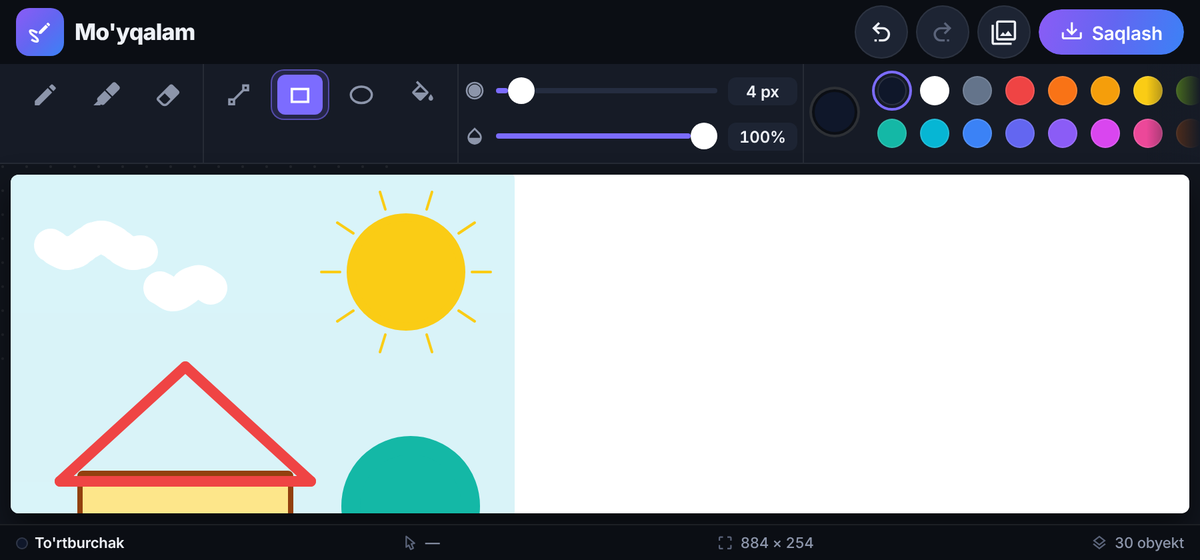 Mo'yqalam
Saqlash
4 px
100%
To'rtburchak
—
884 × 254
30 obyekt